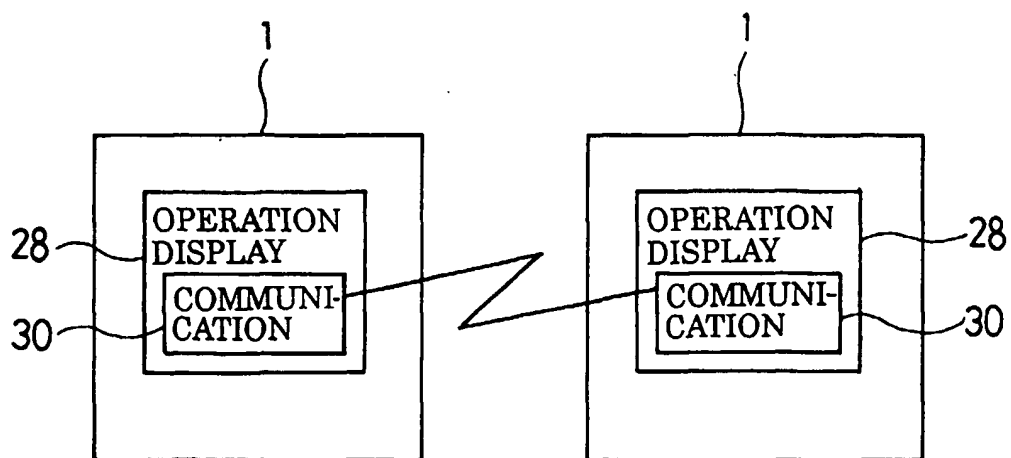 1
1
OPERATION
DISPLAY
28
COMMUNI-
CATION
30
OPERATION
DISPLAY
28
COMMUNI-
CATION
30